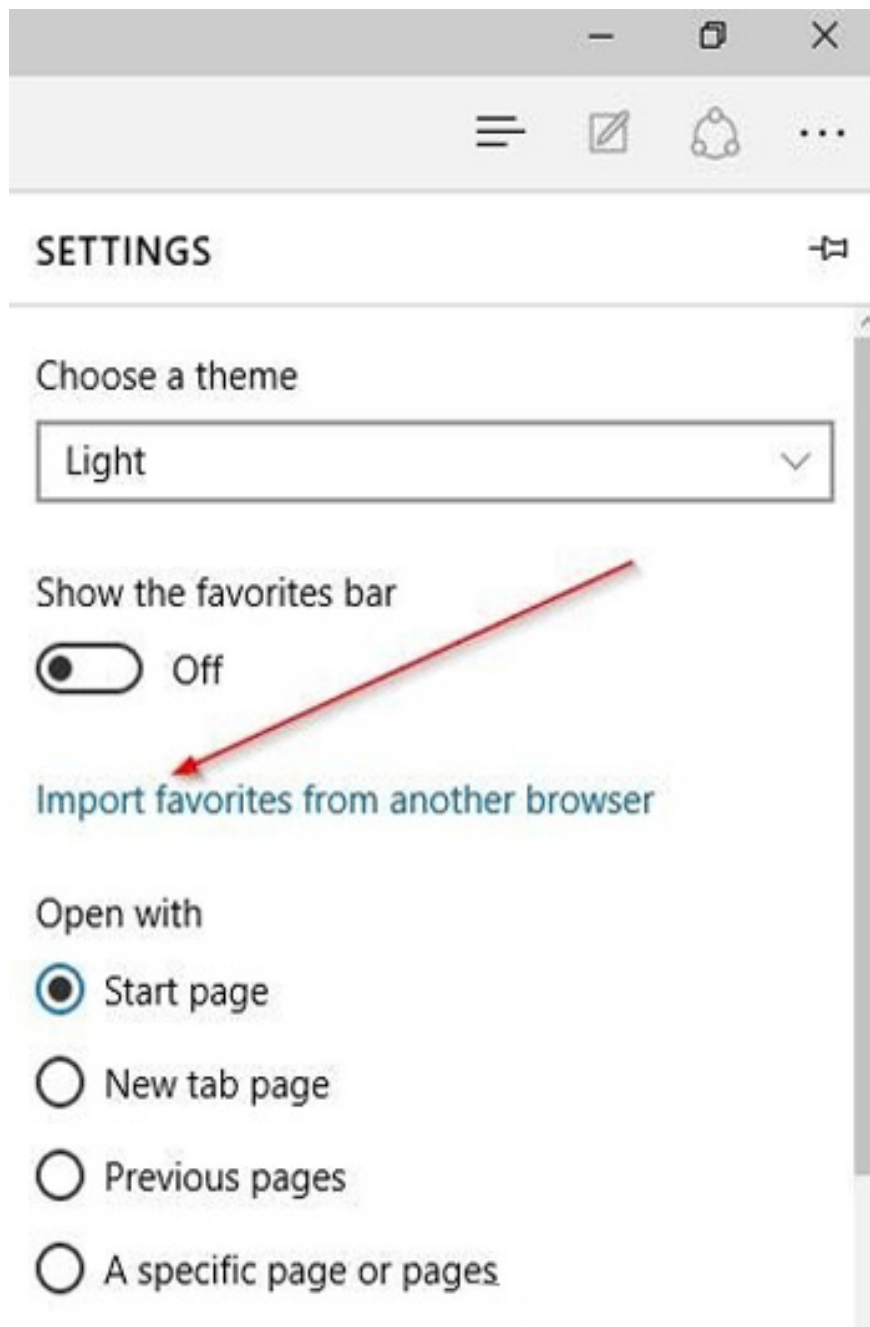 SETTINGS
Choose a theme
Light
Show the favorites bar
Off
Import favorites from another browser
Open with
Start page
New tab page
Previous pages
A specific page or pages